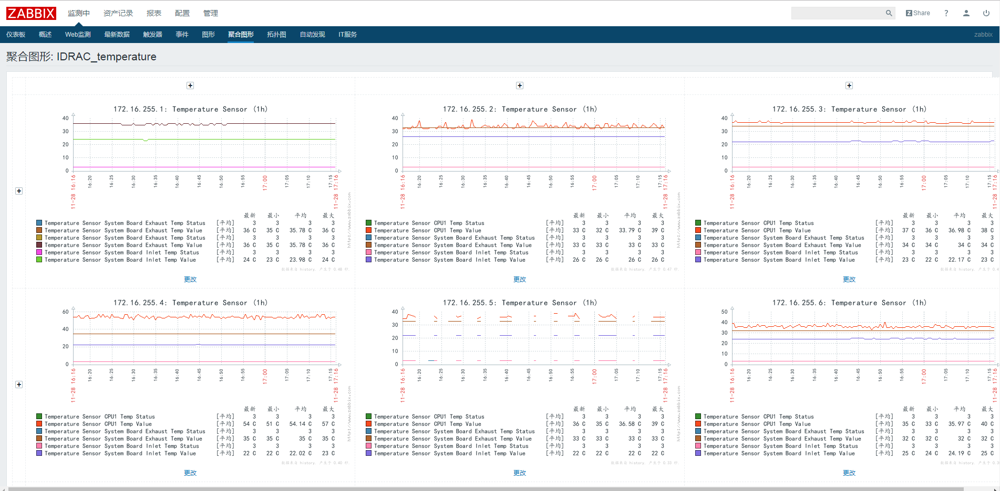 ZABBIX 监测中 资产记录 报表 配置 管理 Z Share ?
仪表板 概述 Web监测 最新数据 触发器 事件 图形 聚合图形 拓扑图 自动发现 IT服务 zabbix
聚合图形: IDRAC_temperature
172.16.255.1: Temperature Sensor (1h)
40
30
20
10
0
11-28 16:16 16:20 16:25 16:30 16:35 16:40 16:45 16:50 16:55 17:00 17:05 17:10 17:15 11-28 17:16
最新 最小 平均 最大
Temperature Sensor System Board Exhaust Temp Status [平均] 3 3 3 3
Temperature Sensor System Board Exhaust Temp Value [平均] 36 C 35 C 35.78 C 36 C
Temperature Sensor System Board Exhaust Temp Status [平均] 3 3 3 3
Temperature Sensor System Board Exhaust Temp Value [平均] 36 C 35 C 35.78 C 36 C
Temperature Sensor System Board Inlet Temp Status [平均] 3 3 3 3
Temperature Sensor System Board Inlet Temp Value [平均] 24 C 23 C 23.98 C 24 C
http://www.zabbix.com
数据来自 history. 产生于 0.48 秒.
更改
172.16.255.2: Temperature Sensor (1h)
40
30
20
10
0
11-28 16:16 16:20 16:25 16:30 16:35 16:40 16:45 16:50 16:55 17:00 17:05 17:10 17:15 11-28 17:16
最新 最小 平均 最大
Temperature Sensor CPU1 Temp Status [平均] 3 3 3 3
Temperature Sensor CPU1 Temp Value [平均] 33 C 32 C 33.79 C 39 C
Temperature Sensor System Board Exhaust Temp Status [平均] 3 3 3 3
Temperature Sensor System Board Exhaust Temp Value [平均] 33 C 33 C 33 C 33 C
Temperature Sensor System Board Inlet Temp Status [平均] 3 3 3 3
Temperature Sensor System Board Inlet Temp Value [平均] 26 C 26 C 26 C 26 C
http://www.zabbix.com
数据来自 history. 产生于 0.47 秒.
更改
172.16.255.3: Temperature Sensor (1h)
40
30
20
10
0
11-28 16:16 16:20 16:25 16:30 16:35 16:40 16:45 16:50 16:55 17:00 17:05 17:10 17:15 11-28 17:16
最新 最小 平均 最大
Temperature Sensor CPU1 Temp Status [平均] 3 3 3 3
Temperature Sensor CPU1 Temp Value [平均] 37 C 36 C 36.98 C 38 C
Temperature Sensor System Board Exhaust Temp Status [平均] 3 3 3 3
Temperature Sensor System Board Exhaust Temp Value [平均] 34 C 34 C 34 C 34 C
Temperature Sensor System Board Inlet Temp Status [平均] 3 3 3 3
Temperature Sensor System Board Inlet Temp Value [平均] 23 C 22 C 22.17 C 23 C
数据来自 history. 产生于
更改
172.16.255.4: Temperature Sensor (1h)
60
40
20
0
11-28 16:16 16:20 16:25 16:30 16:35 16:40 16:45 16:50 16:55 17:00 17:05 17:10 17:15 11-28 17:16
最新 最小 平均 最大
Temperature Sensor CPU1 Temp Status [平均] 3 3 3 3
Temperature Sensor CPU1 Temp Value [平均] 54 C 51 C 54.14 C 57 C
Temperature Sensor System Board Exhaust Temp Status [平均] 3 3 3 3
Temperature Sensor System Board Exhaust Temp Value [平均] 35 C 35 C 35 C 35 C
Temperature Sensor System Board Inlet Temp Status [平均] 3 3 3 3
Temperature Sensor System Board Inlet Temp Value [平均] 22 C 22 C 22.02 C 23 C
http://www.zabbix.com
数据来自 history. 产生于 0.40 秒.
更改
172.16.255.5: Temperature Sensor (1h)
40
30
20
10
0
11-28 16:16 16:20 16:25 16:30 16:35 16:40 16:45 16:50 16:55 17:00 17:05 17:10 17:15 11-28 17:16
最新 最小 平均 最大
Temperature Sensor CPU1 Temp Status [平均] 3 3 3 3
Temperature Sensor CPU1 Temp Value [平均] 36 C 35 C 36.58 C 39 C
Temperature Sensor System Board Exhaust Temp Status [平均] 3 3 3 3
Temperature Sensor System Board Exhaust Temp Value [平均] 33 C 33 C 33 C 33 C
Temperature Sensor System Board Inlet Temp Status [平均] 3 3 3 3
Temperature Sensor System Board Inlet Temp Value [平均] 22 C 22 C 22 C 22 C
http://www.zabbix.com
数据来自 history. 产生于 0.33 秒.
更改
172.16.255.6: Temperature Sensor (1h)
50
40
30
20
10
0
11-28 16:16 16:20 16:25 16:30 16:35 16:40 16:45 16:50 16:55 17:00 17:05 17:10 17:15 11-28 17:16
最新 最小 平均 最大
Temperature Sensor CPU1 Temp Status [平均] 3 3 3 3
Temperature Sensor CPU1 Temp Value [平均] 35 C 33 C 35.97 C 40 C
Temperature Sensor System Board Exhaust Temp Status [平均] 3 3 3 3
Temperature Sensor System Board Exhaust Temp Value [平均] 32 C 32 C 32 C 32 C
Temperature Sensor System Board Inlet Temp Status [平均] 3 3 3 3
Temperature Sensor System Board Inlet Temp Value [平均] 25 C 24 C 24.19 C 25 C
数据来自 history. 产生于
更改